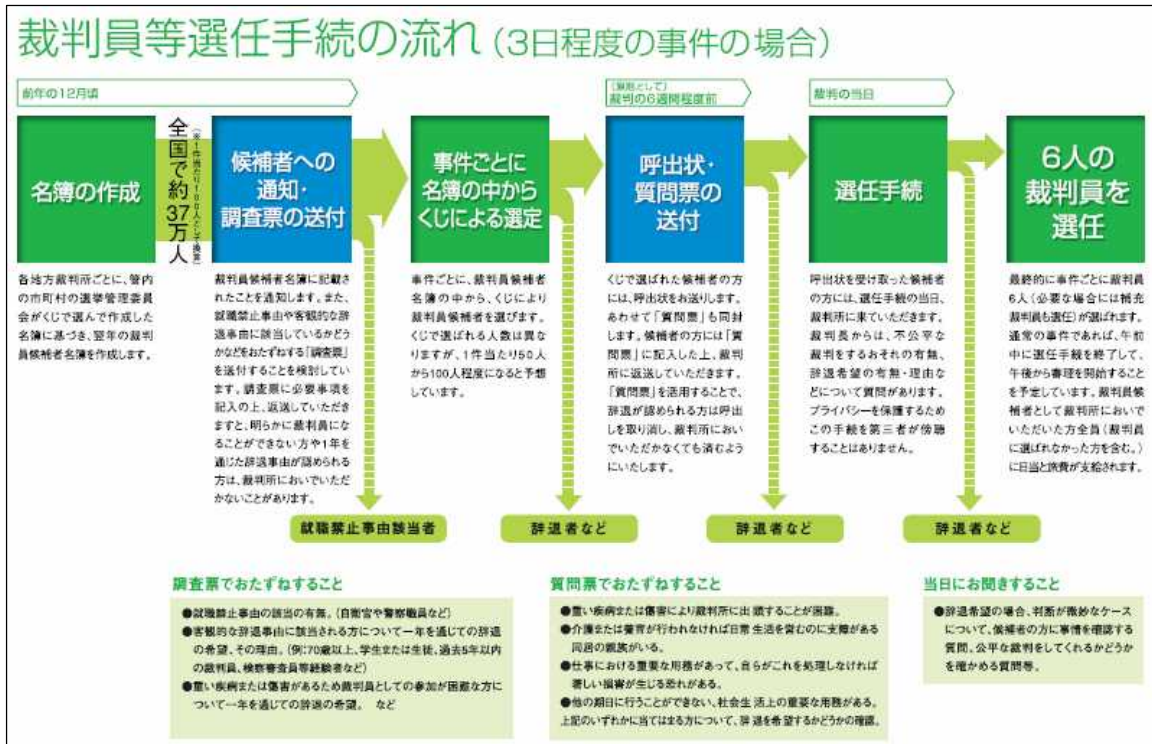 裁判員等選任手続の流れ（3日程度の事件の場合）
前年の12月頃
（原則として）
裁判の6週間程度前
裁判の当日
名簿の作成
全国で約37万人
（※1件当たり100人として換算）
候補者への
通知・
調査票の送付
事件ごとに
名簿の中から
くじによる選定
呼出状・
質問票の
送付
選任手続
6人の
裁判員を
選任
各地方裁判所ごとに、管内
の市町村の選挙管理委員
会がくじで選んで作成した
名簿に基づき、翌年の裁判
員候補者名簿を作成します。
裁判員候補者名簿に記載さ
れたことを通知します。また、
就職禁止事由や客観的な辞
退事由に該当しているかどう
かなどをおたずねする「調査票」
を送付することを検討してい
ます。調査票に必要事項を
記入の上、返送していただき
ますと、明らかに裁判員にな
ることができない方や1年を
通じた辞退事由が認められる
方は、裁判所においでいただ
かないことがあります。
事件ごとに、裁判員候補者
名簿の中から、くじにより
裁判員候補者を選びます。
くじで選ばれる人数は異な
りますが、1件当たり50人
から100人程度になると予想
しています。
くじで選ばれた候補者の方
には、呼出状をお送りします。
あわせて「質問票」も同封
します。候補者の方には「質
問票」に記入した上、裁判
所に返送していただきます。
「質問票」を活用することで、
辞退が認められる方は呼出
しを取り消し、裁判所におい
でいただかなくても済むよう
にいたします。
呼出状を受け取った候補者
の方には、選任手続の当日、
裁判所に来ていただきます。
裁判長からは、不公平な
裁判をするおそれの有無、
辞退希望の有無・理由な
どについて質問があります。
プライバシーを保護するため
この手続を第三者が傍聴
することはありません。
最終的に事件ごとに裁判員
6人（必要な場合には補充
裁判員も選任）が選ばれます。
通常の事件であれば、午前
中に選任手続を終了して、
午後から審理を開始すること
を予定しています。裁判員候
補者として裁判所においで
いただいた方全員（裁判員
に選ばれなかった方を含む。）
に日当と旅費が支給されます。
就職禁止事由該当者
辞退者など
辞退者など
辞退者など
調査票でおたずねすること
●就職禁止事由の該当の有無。（自衛官や警察職員など）
●客観的な辞退事由に該当される方について一年を通じての辞退
の希望、その理由。（例：70歳以上、学生または生徒、過去5年以内
の裁判員、検察審査員等経験者など）
●重い疾病または傷害があるため裁判員としての参加が困難な方に
ついて一年を通じての辞退の希望。 など
質問票でおたずねすること
●重い疾病または傷害により裁判所に出頭することが困難。
●介護または養育が行われなければ日常生活を営むのに支障がある
同居の親族がいる。
●仕事における重要な用務があって、自らがこれを処理しなければ
著しい損害が生じる恐れがある。
●他の期日に行うことができない、社会生活上の重要な用務がある。
上記のいずれかに当てはまる方について、辞退を希望するかどうかの確認。
当日にお聞きすること
●辞退希望の場合、判断が微妙なケース
について、候補者の方に事情を確認する
質問。公平な裁判をしてくれるかどうか
を確かめる質問等。